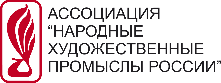 АССОЦИАЦИЯ
“НАРОДНЫЕ
ХУДОЖЕСТВЕННЫЕ
ПРОМЫСЛЫ РОССИИ”